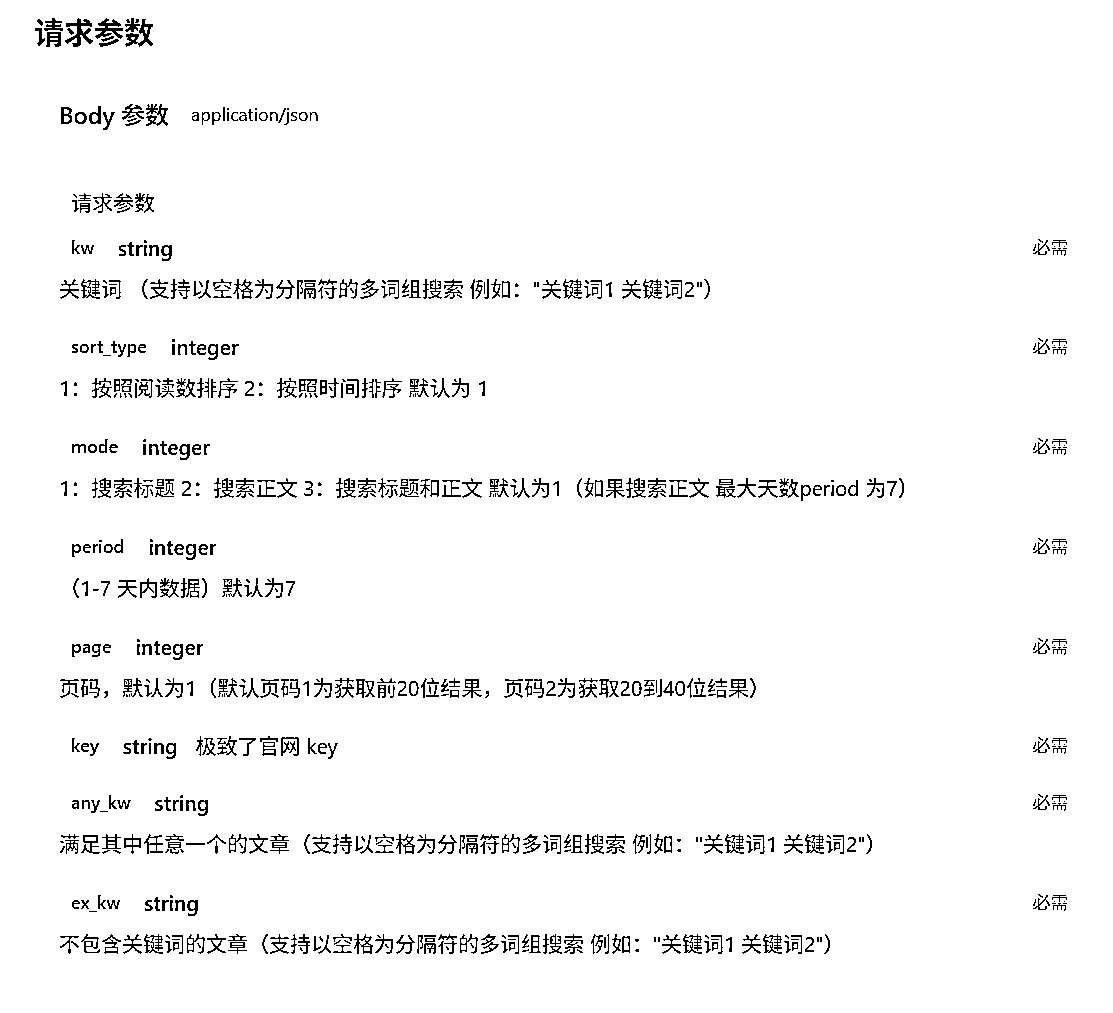 请求参数
Body 参数 application/json
请求参数
kw string 必需
关键词 （支持以空格为分隔符的多词组搜索 例如："关键词1 关键词2"）
sort_type integer 必需
1：按照阅读数排序 2：按照时间排序 默认为 1
mode integer 必需
1：搜索标题 2：搜索正文 3：搜索标题和正文 默认为1（如果搜索正文 最大天数period 为7）
period integer 必需
（1-7 天内数据）默认为7
page integer 必需
页码，默认为1（默认页码1为获取前20位结果，页码2为获取20到40位结果）
key string 极致了官网 key 必需
any_kw string 必需
满足其中任意一个的文章（支持以空格为分隔符的多词组搜索 例如："关键词1 关键词2"）
ex_kw string 必需
不包含关键词的文章（支持以空格为分隔符的多词组搜索 例如："关键词1 关键词2"）